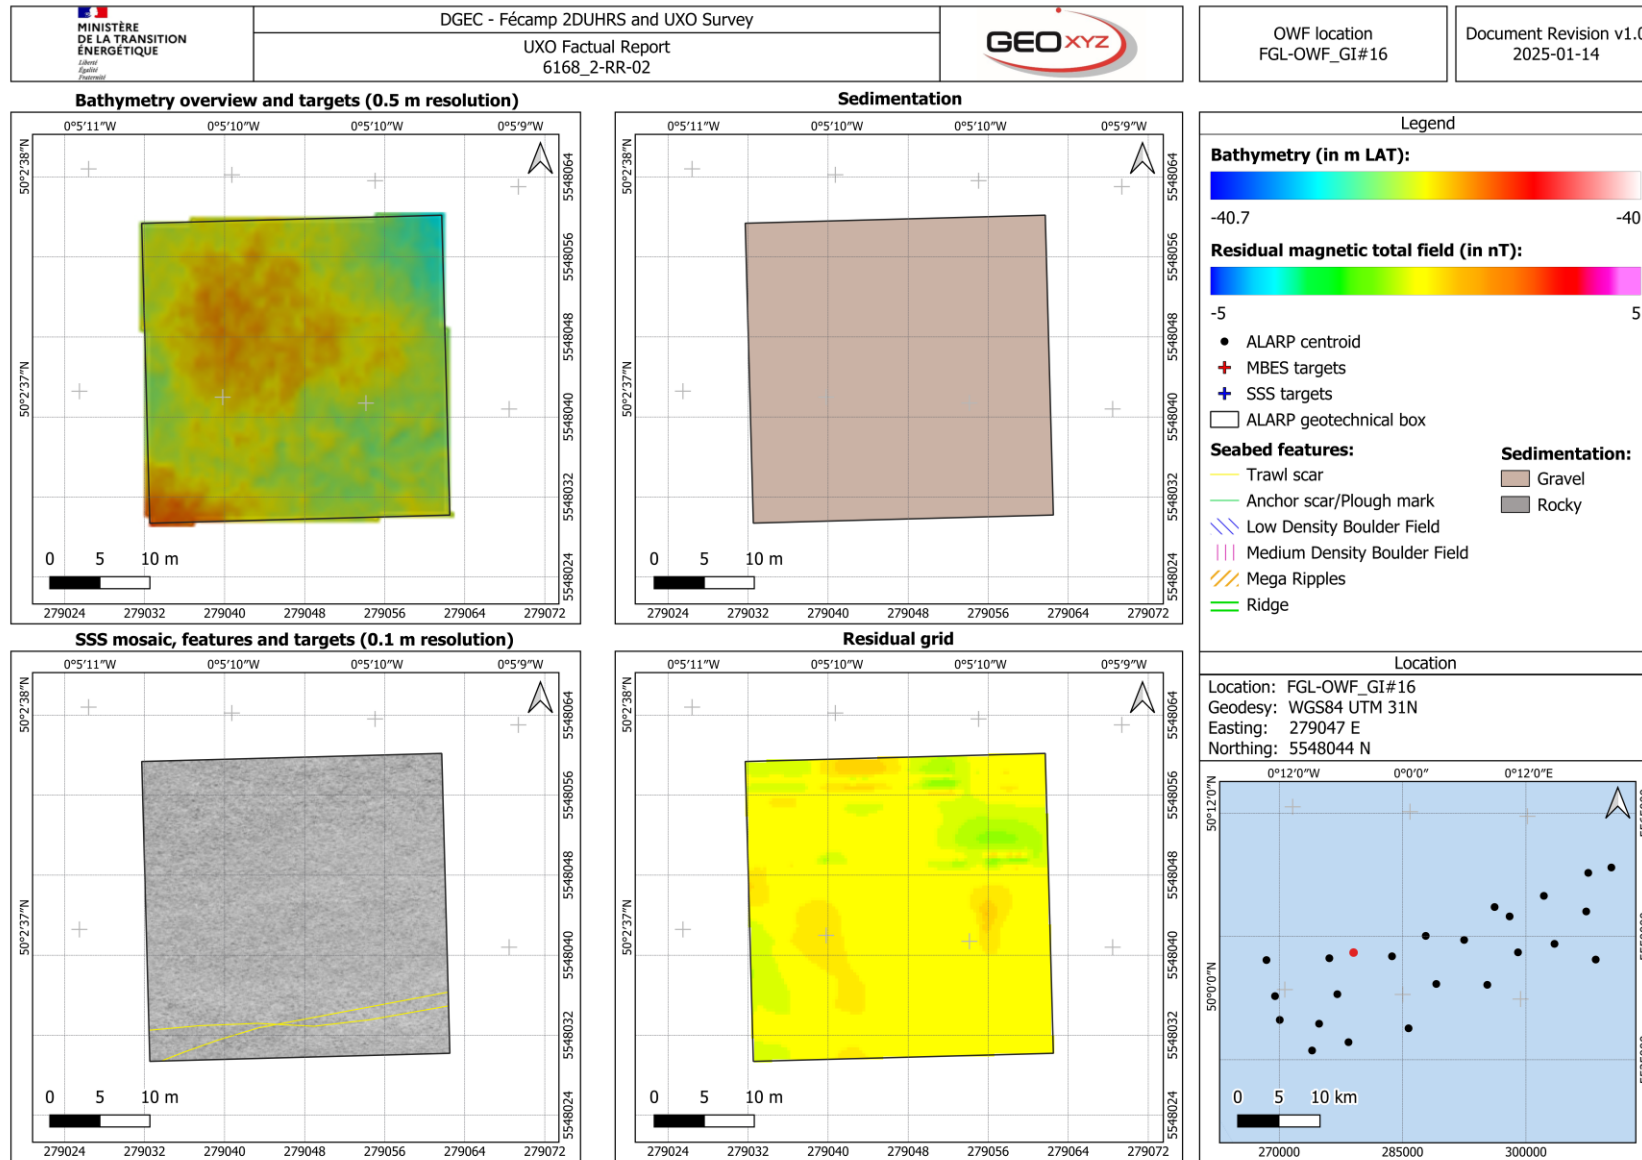 MINISTÈRE
DE LA TRANSITION
ÉNERGÉTIQUE
Liberté
Égalité
Fraternité
DGEC - Fécamp 2DUHRS and UXO Survey
UXO Factual Report
6168_2-RR-02
GEO XYZ
OWF location
FGL-OWF_GI#16
Document Revision v1.0
2025-01-14
Bathymetry overview and targets (0.5 m resolution)
0°5'11"W 0°5'10"W 0°5'10"W 0°5'9"W
50°2'38"N
50°2'37"N
5548064
5548056
5548048
5548040
5548032
5548024
0 5 10 m
279024 279032 279040 279048 279056 279064 279072
Sedimentation
0°5'11"W 0°5'10"W 0°5'10"W 0°5'9"W
50°2'38"N
50°2'37"N
5548064
5548056
5548048
5548040
5548032
5548024
0 5 10 m
279024 279032 279040 279048 279056 279064 279072
Legend
Bathymetry (in m LAT):
-40.7 -40
Residual magnetic total field (in nT):
-5 5
ALARP centroid
MBES targets
SSS targets
ALARP geotechnical box
Seabed features:
Trawl scar
Anchor scar/Plough mark
Low Density Boulder Field
Medium Density Boulder Field
Mega Ripples
Ridge
Sedimentation:
Gravel
Rocky
SSS mosaic, features and targets (0.1 m resolution)
0°5'11"W 0°5'10"W 0°5'10"W 0°5'9"W
50°2'38"N
50°2'37"N
5548064
5548056
5548048
5548040
5548032
5548024
0 5 10 m
279024 279032 279040 279048 279056 279064 279072
Residual grid
0°5'11"W 0°5'10"W 0°5'10"W 0°5'9"W
50°2'38"N
50°2'37"N
5548064
5548056
5548048
5548040
5548032
5548024
0 5 10 m
279024 279032 279040 279048 279056 279064 279072
Location
Location: FGL-OWF_GI#16
Geodesy: WGS84 UTM 31N
Easting: 279047 E
Northing: 5548044 N
0°12'0"W 0°0'0" 0°12'0"E
50°12'0"N
50°0'0"N
0 5 10 km
270000 285000 300000